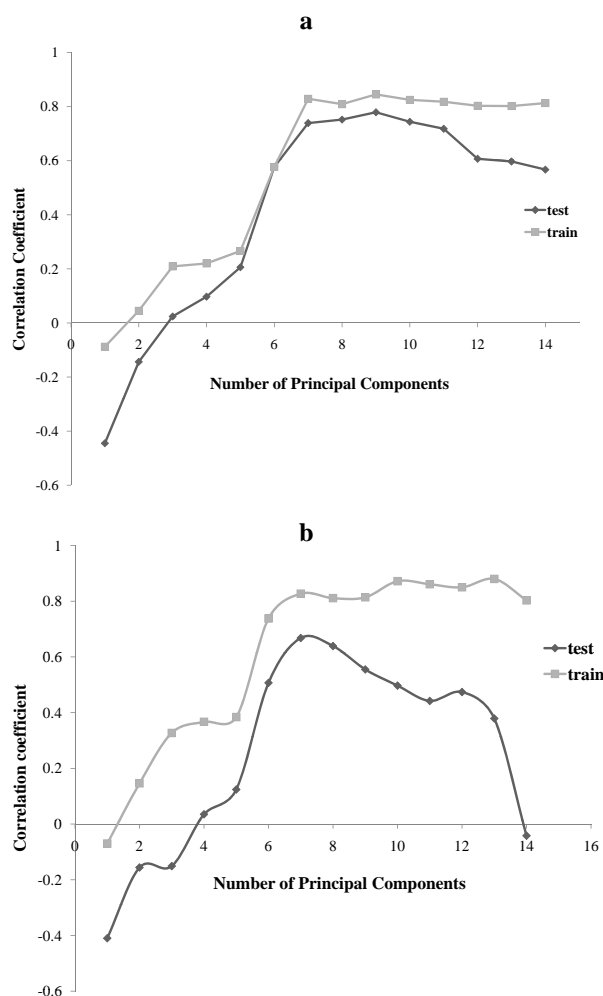 a
1
0.8
0.6
0.4
0.2
0
-0.2
-0.4
-0.6
0 2 4 6 8 10 12 14
Correlation Coefficient
Number of Principal Components
test
train
b
1
0.8
0.6
0.4
0.2
0
-0.2
-0.4
-0.6
0 2 4 6 8 10 12 14 16
Correlation coefficient
Number of Principal Components
test
train